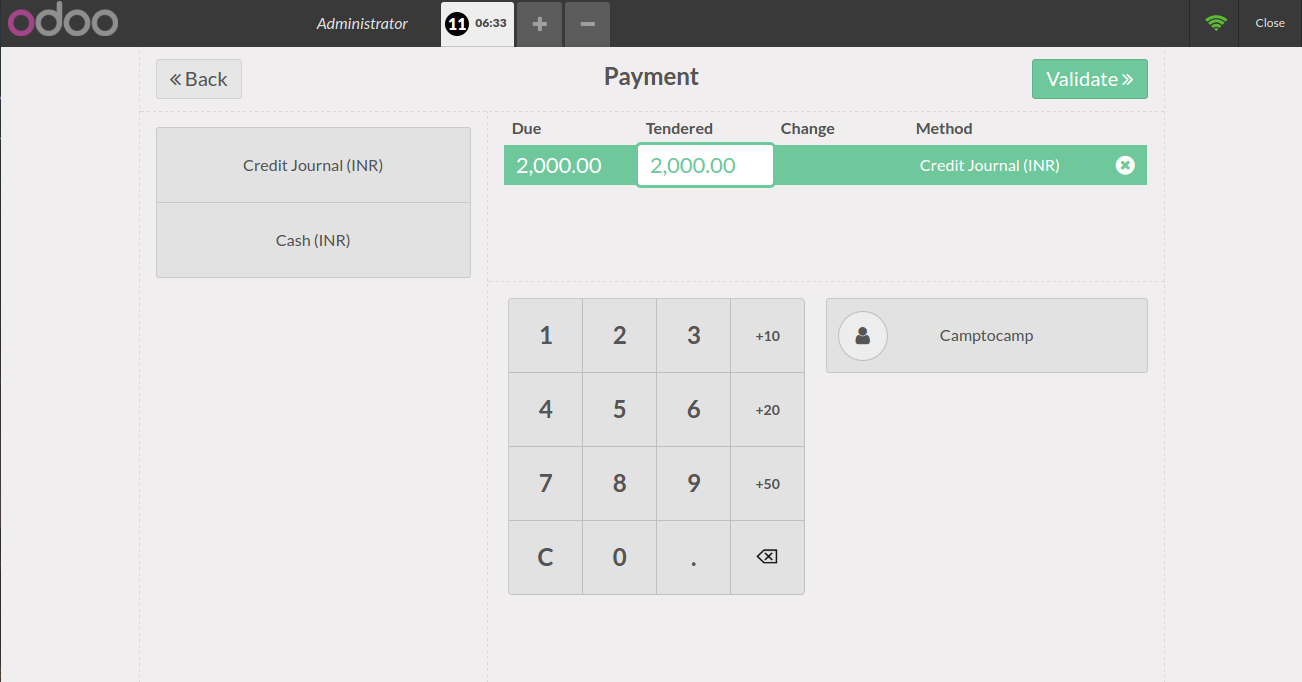 odoo Administrator 11 06:33 + − Close
Back Payment Validate
Due Tendered Change Method
2,000.00 2,000.00 Credit Journal (INR)
Credit Journal (INR)
Cash (INR)
1 2 3 +10
4 5 6 +20
7 8 9 +50
C 0 .
Camptocamp